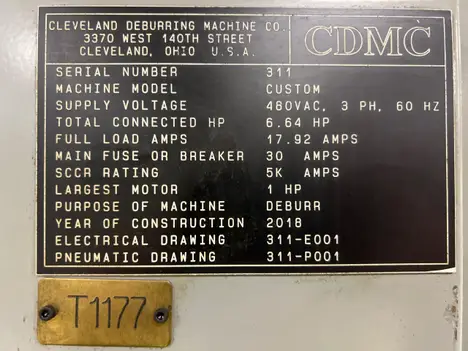 CLEVELAND DEBURRING MACHINE CO.
3370 WEST 140TH STREET
CLEVELAND, OHIO U.S.A.
CDMC
SERIAL NUMBER 311
MACHINE MODEL CUSTOM
SUPPLY VOLTAGE 480VAC, 3 PH, 60 HZ
TOTAL CONNECTED HP 6.64 HP
FULL LOAD AMPS 17.92 AMPS
MAIN FUSE OR BREAKER 30 AMPS
SCCR RATING 5K AMPS
LARGEST MOTOR 1 HP
PURPOSE OF MACHINE DEBURR
YEAR OF CONSTRUCTION 2018
ELECTRICAL DRAWING 311-E001
PNEUMATIC DRAWING 311-P001
T1177